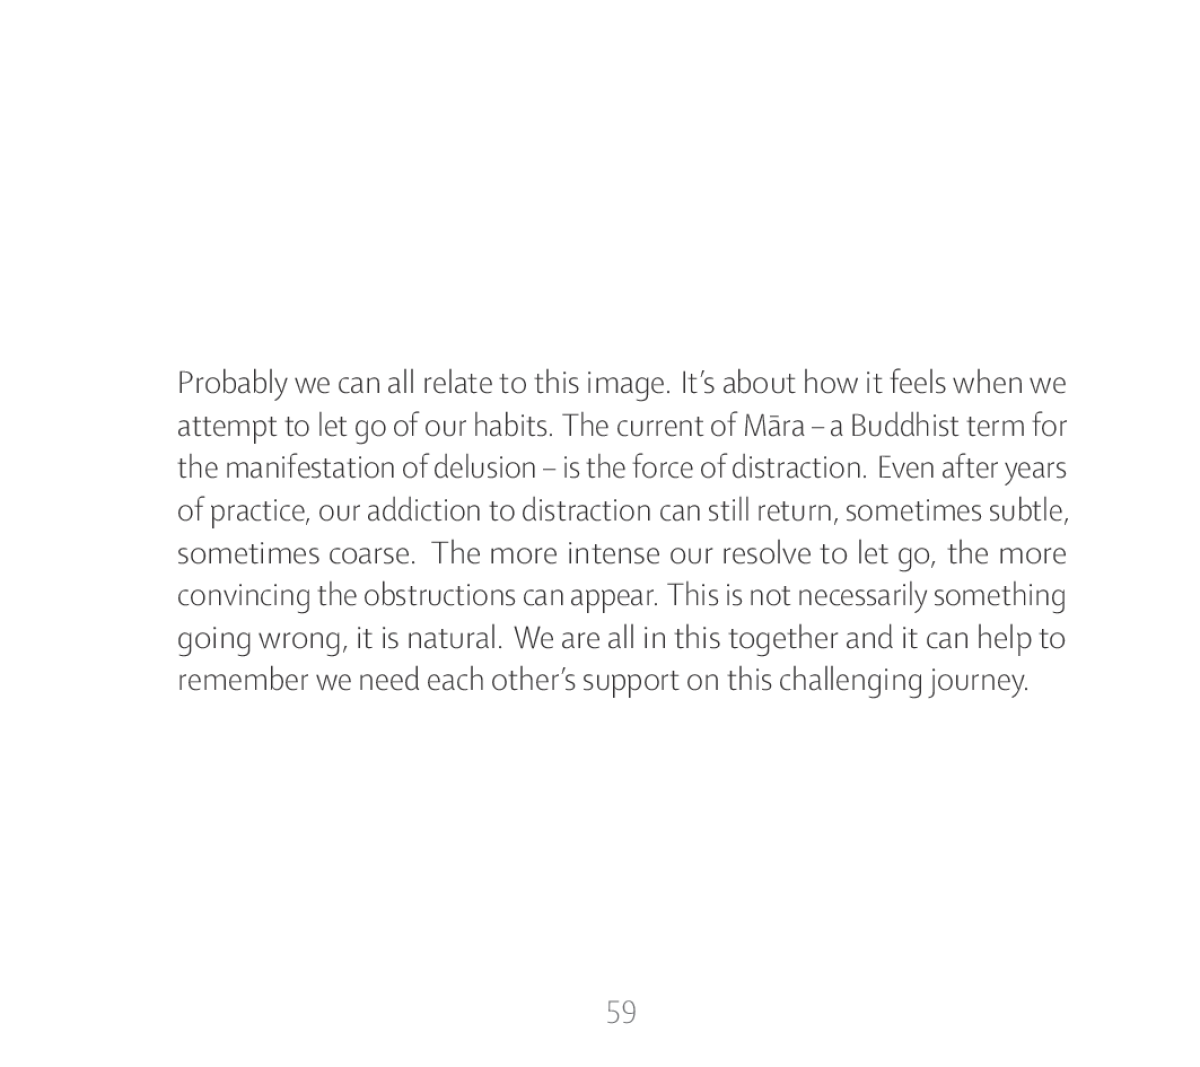 Probably we can all relate to this image. It’s about how it feels when we
attempt to let go of our habits. The current of Māra – a Buddhist term for
the manifestation of delusion – is the force of distraction. Even after years
of practice, our addiction to distraction can still return, sometimes subtle,
sometimes coarse. The more intense our resolve to let go, the more
convincing the obstructions can appear. This is not necessarily something
going wrong, it is natural. We are all in this together and it can help to
remember we need each other’s support on this challenging journey.
59